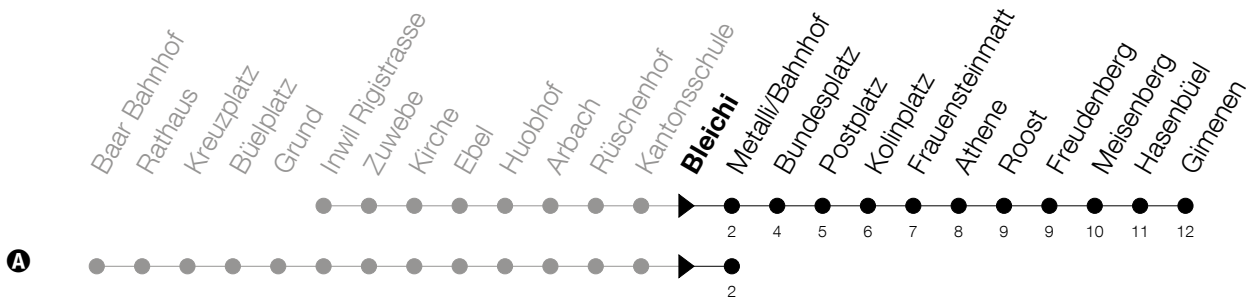 Baar Bahnhof
Rathaus
Kreuzplatz
Büelplatz
Grund
Inwil Rigistrasse
Zuwebe
Kirche
Ebel
Huobhof
Arbach
Rüschenhof
Kantonsschule
Bleichi
Metalli/Bahnhof
Bundesplatz
Postplatz
Kolinplatz
Frauensteinmatt
Athene
Roost
Freudenberg
Meisenberg
Hasenbüel
Gimenen
2 4 5 6 7 8 9 9 10 11 12
A
2